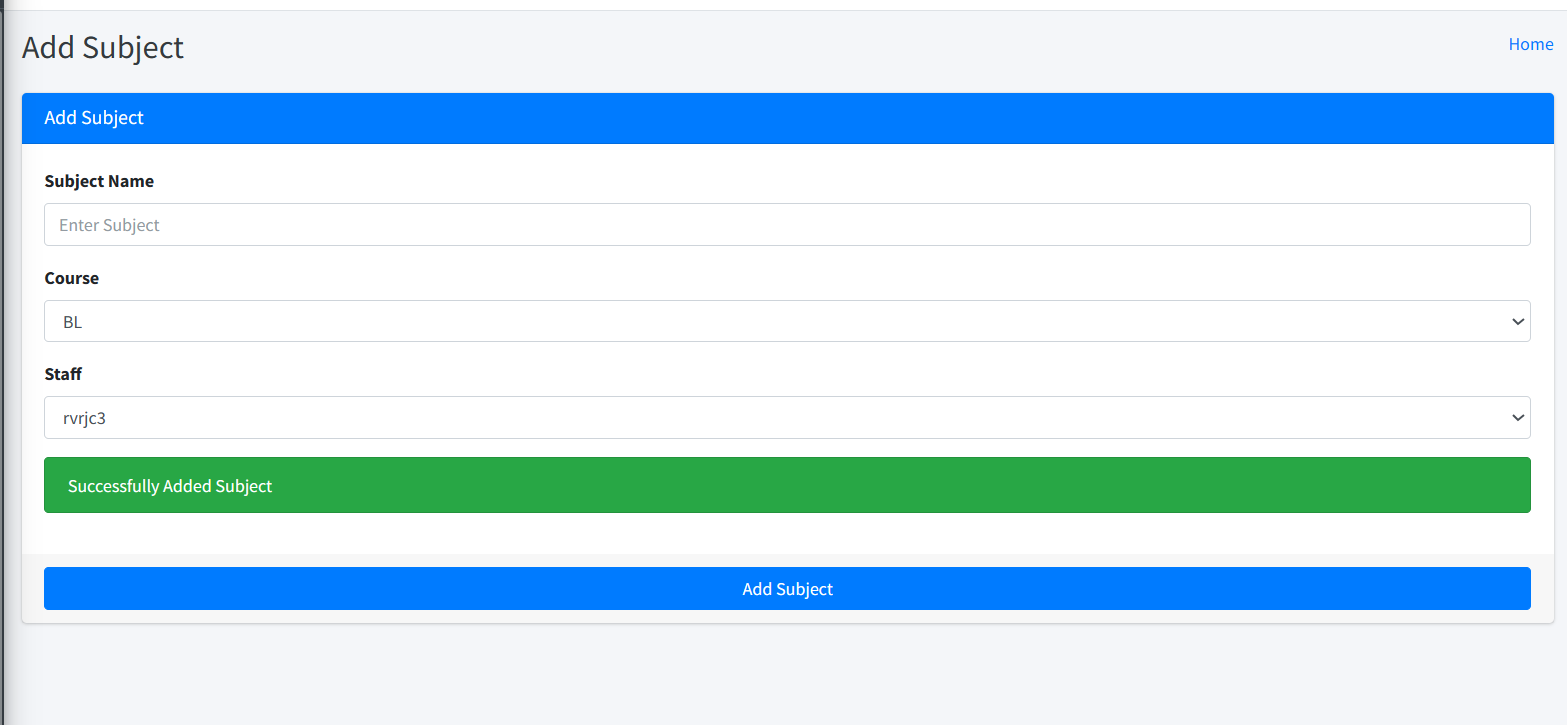 Add Subject
Home
Add Subject
Subject Name
Enter Subject
Course
BL
Staff
rvrjc3
Successfully Added Subject
Add Subject